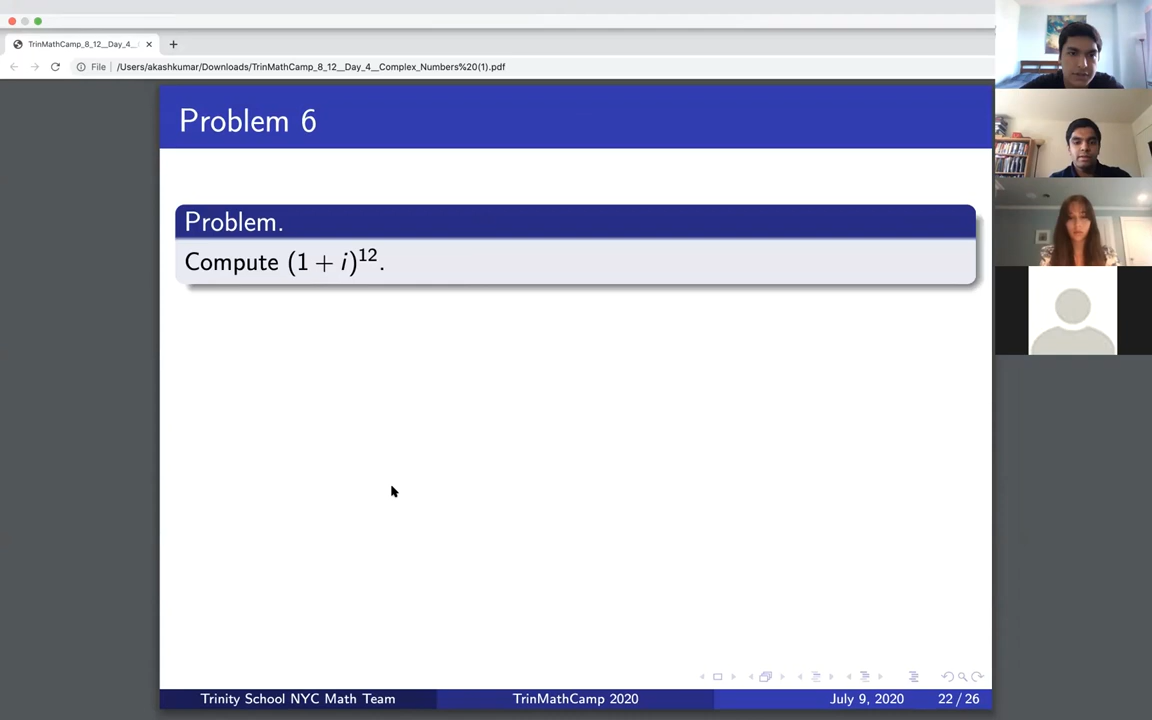 TrinMathCamp_8_12__Day_4_
File /Users/akashkumar/Downloads/TrinMathCamp_8_12__Day_4__Complex_Numbers%20(1).pdf
Problem 6
Problem.
Compute (1 + i)¹².
Trinity School NYC Math Team TrinMathCamp 2020 July 9, 2020 22 / 26